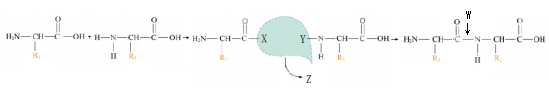 O O O O
W
H₂N—CH—C—OH + H—N—CH—C—OH → H₂N—CH—C—X Y—N—CH—C—OH → H₂N—CH—C—N—CH—C—OH
R₁ H R₂ R₁ H R₂ R₁ H R₂
Z